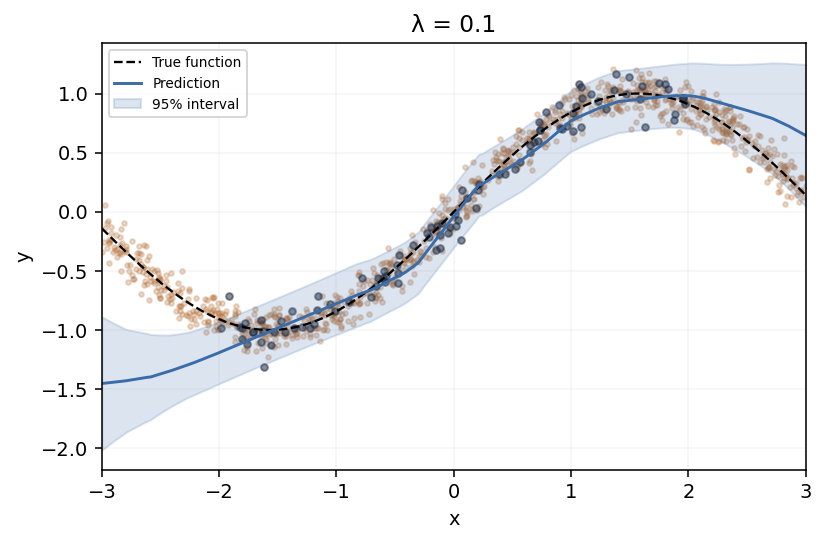 λ = 0.1
True function
Prediction
95% interval
1.0
0.5
0.0
−0.5
−1.0
−1.5
−2.0
y
−3 −2 −1 0 1 2 3
x